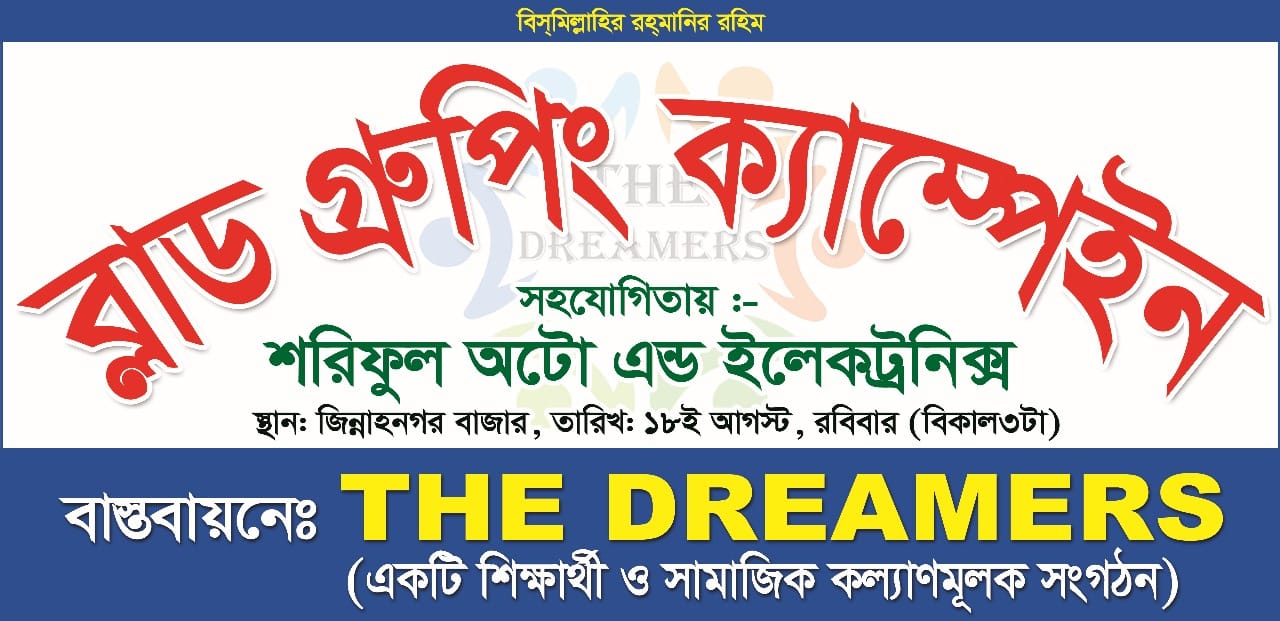 বিস্‌মিল্লাহির রহ্‌মানির রহিম
ব্লাড গ্রুপিং ক্যাম্পেইন
THE
DREAMERS
সহযোগিতায় :-
শরিফুল অটো এন্ড ইলেকট্রনিক্স
স্থান: জিন্নাহনগর বাজার, তারিখ: ১৮ই আগস্ট, রবিবার (বিকাল৩টা)
বাস্তবায়নেঃ THE DREAMERS
(একটি শিক্ষার্থী ও সামাজিক কল্যাণমূলক সংগঠন)